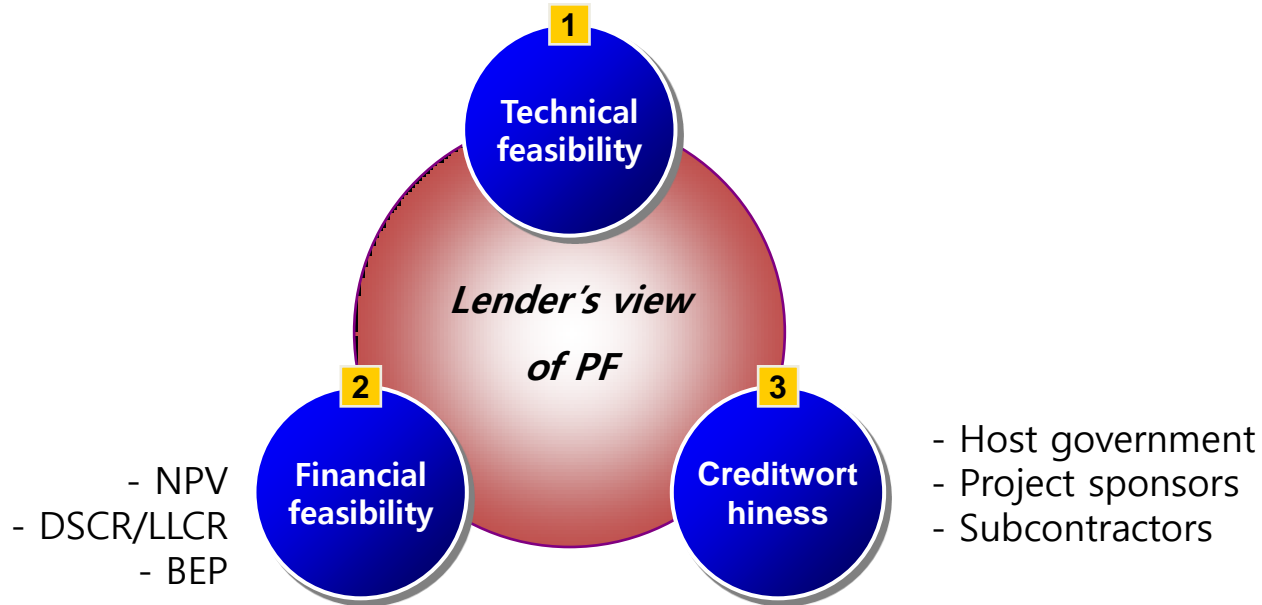 1
Technical
feasibility
Lender's view
of PF
2
Financial
feasibility
- NPV
- DSCR/LLCR
- BEP
3
Creditwort
hiness
- Host government
- Project sponsors
- Subcontractors